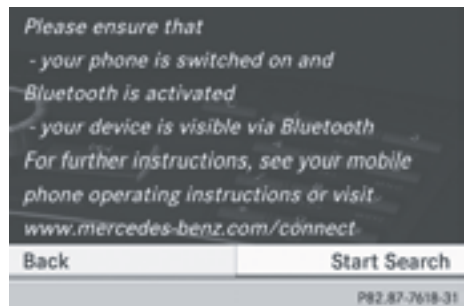 Please ensure that
- your phone is switched on and
Bluetooth is activated
- your device is visible via Bluetooth
For further instructions, see your mobile
phone operating instructions or visit
www.mercedes-benz.com/connect
Back Start Search
P82.87-7618-31